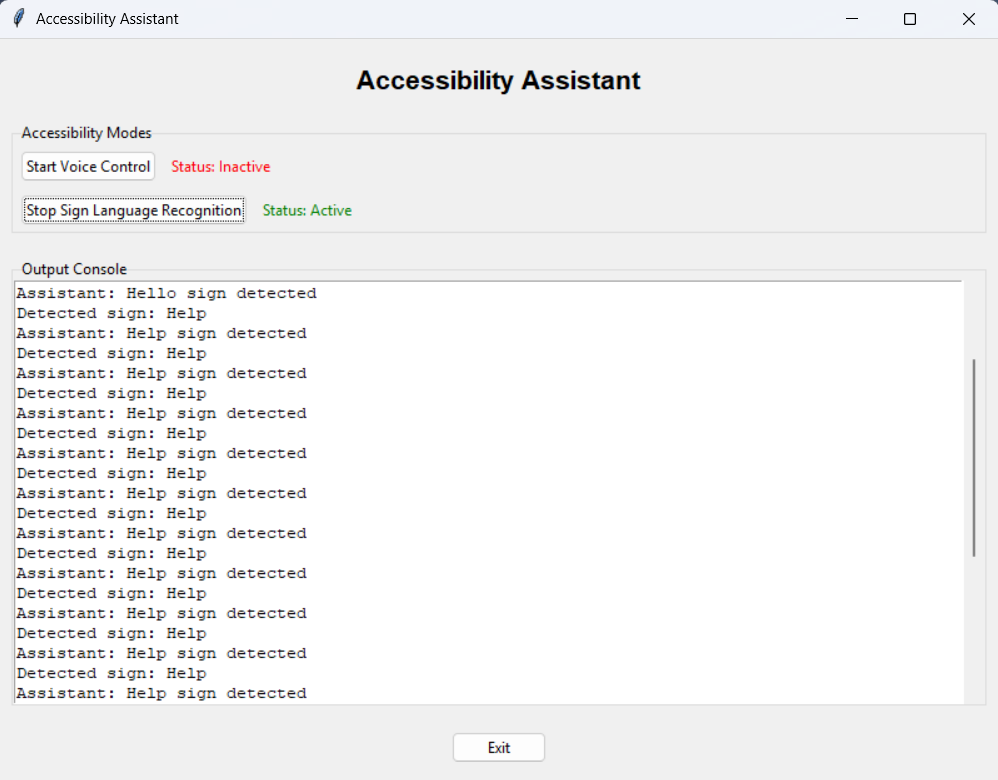 Accessibility Assistant
Accessibility Assistant
Accessibility Modes
Start Voice Control Status: Inactive
Stop Sign Language Recognition Status: Active
Output Console
Assistant: Hello sign detected
Detected sign: Help
Assistant: Help sign detected
Detected sign: Help
Assistant: Help sign detected
Detected sign: Help
Assistant: Help sign detected
Detected sign: Help
Assistant: Help sign detected
Detected sign: Help
Assistant: Help sign detected
Detected sign: Help
Assistant: Help sign detected
Detected sign: Help
Assistant: Help sign detected
Detected sign: Help
Assistant: Help sign detected
Detected sign: Help
Assistant: Help sign detected
Detected sign: Help
Assistant: Help sign detected
Exit